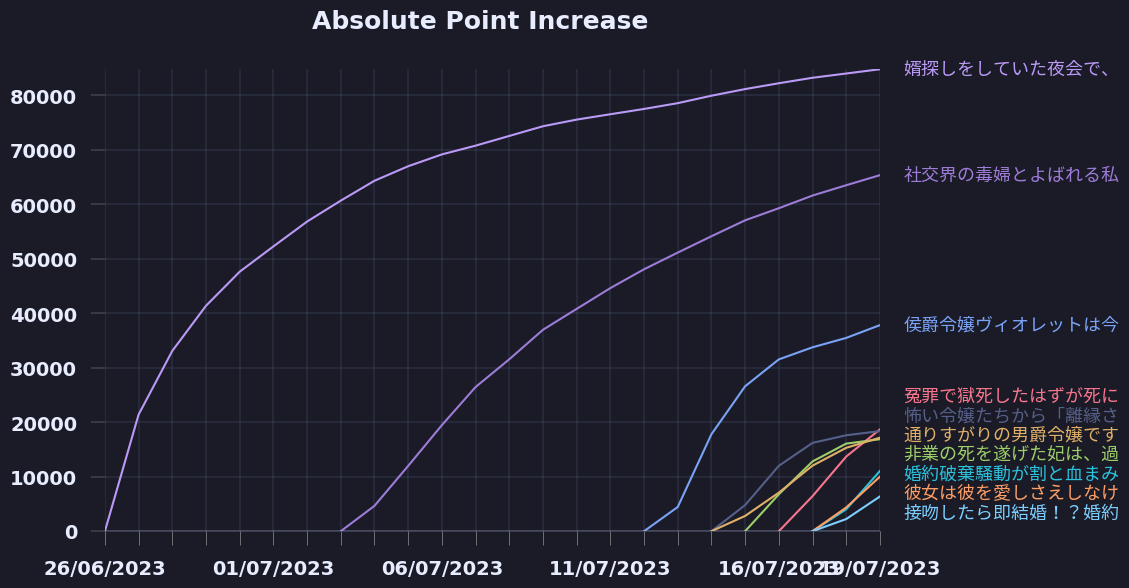 Absolute Point Increase
80000
70000
60000
50000
40000
30000
20000
10000
0
26/06/2023
01/07/2023
06/07/2023
11/07/2023
16/07/2023
19/07/2023
婿探しをしていた夜会で、
社交界の毒婦とよばれる私
侯爵令嬢ヴィオレットは今
冤罪で獄死したはずが死に
怖い令嬢たちから「離縁さ
通りすがりの男爵令嬢です
非業の死を遂げた妃は、過
婚約破棄騒動が割と血まみ
彼女は彼を愛しさえしなけ
接吻したら即結婚！？婚約